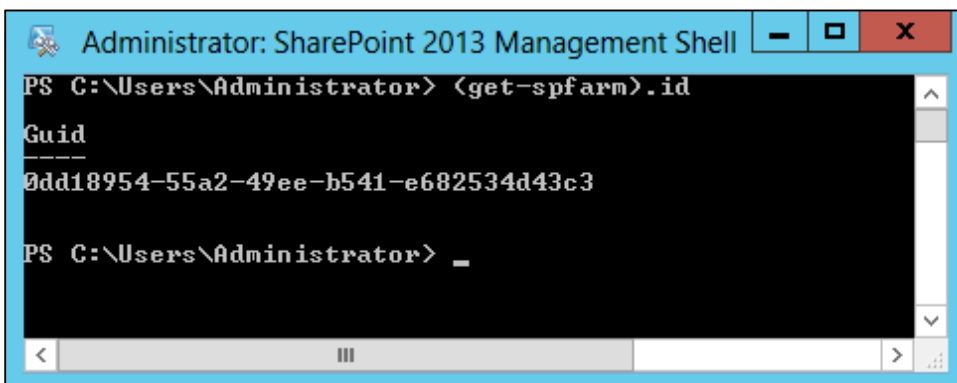 Administrator: SharePoint 2013 Management Shell
PS C:\Users\Administrator> (get-spfarm).id
Guid
----
0dd18954-55a2-49ee-b541-e682534d43c3
PS C:\Users\Administrator> _